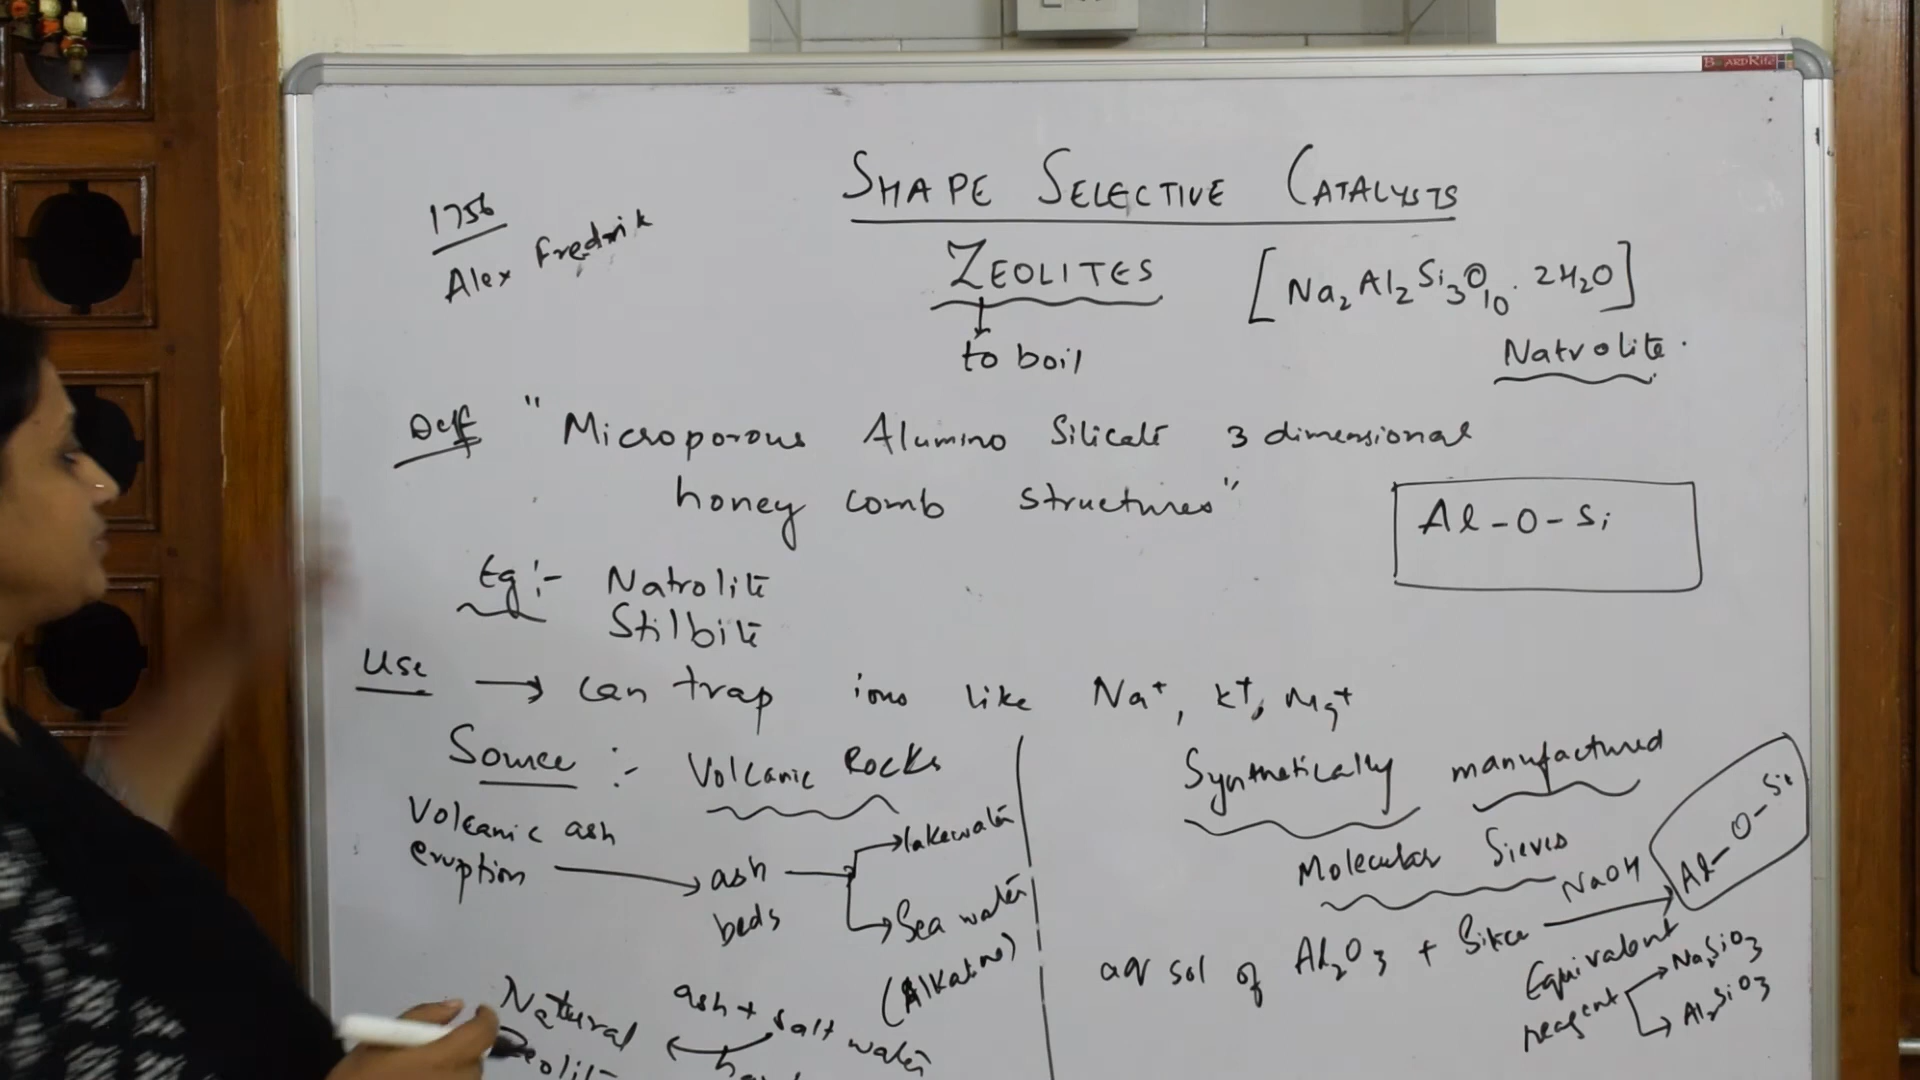 BOARDRite
SHAPE SELECTIVE CATALYSTS
1756
Alex Fredrik
ZEOLITES
[Na₂Al₂Si₃O₁₀. 2H₂O]
to boil
Natrolite.
Def "Microporous Alumino Silicate 3 dimensional
honey comb structures"
Al-O-Si
Eg:- Natrolite
Stilbite
Use → can trap ions like Na⁺, K⁺, Mg⁺
Source :- Volcanic Rocks
Volcanic ash
eruption → ash
beds
→ lakewater
→ Sea water
(Alkaline)
ash + salt water
Natural
Synthetically manufactured
Molecular Sieves
aq sol of Al₂O₃ + Silica
NaOH
Al-O-Si
Equivalent
reagent
→ Na₂SiO₃
→ Al₂SiO₃